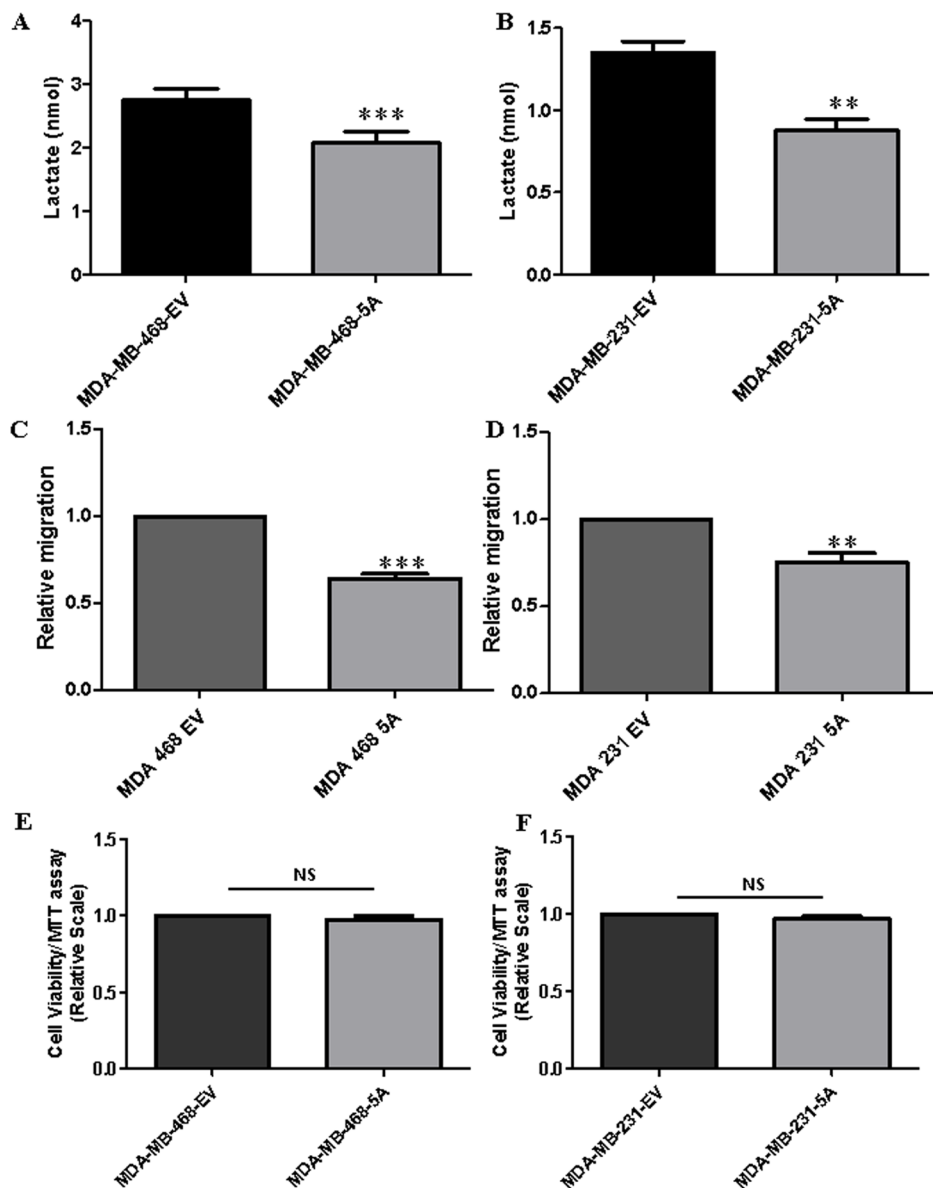 A
Lactate (nmol)
4
3
2
1
0
***
MDA-MB-468-EV
MDA-MB-468-5A
B
Lactate (nmol)
1.5
1.0
0.5
0.0
**
MDA-MB-231-EV
MDA-MB-231-5A
C
Relative migration
1.5
1.0
0.5
0.0
***
MDA 468 EV
MDA 468 5A
D
Relative migration
1.5
1.0
0.5
0.0
**
MDA 231 EV
MDA 231 5A
E
Cell Viability/MTT assay
(Relative Scale)
1.5
1.0
0.5
0.0
NS
MDA-MB-468-EV
MDA-MB-468-5A
F
Cell Viability/MTT assay
(Relative Scale)
1.5
1.0
0.5
0.0
NS
MDA-MB-231-EV
MDA-MB-231-5A